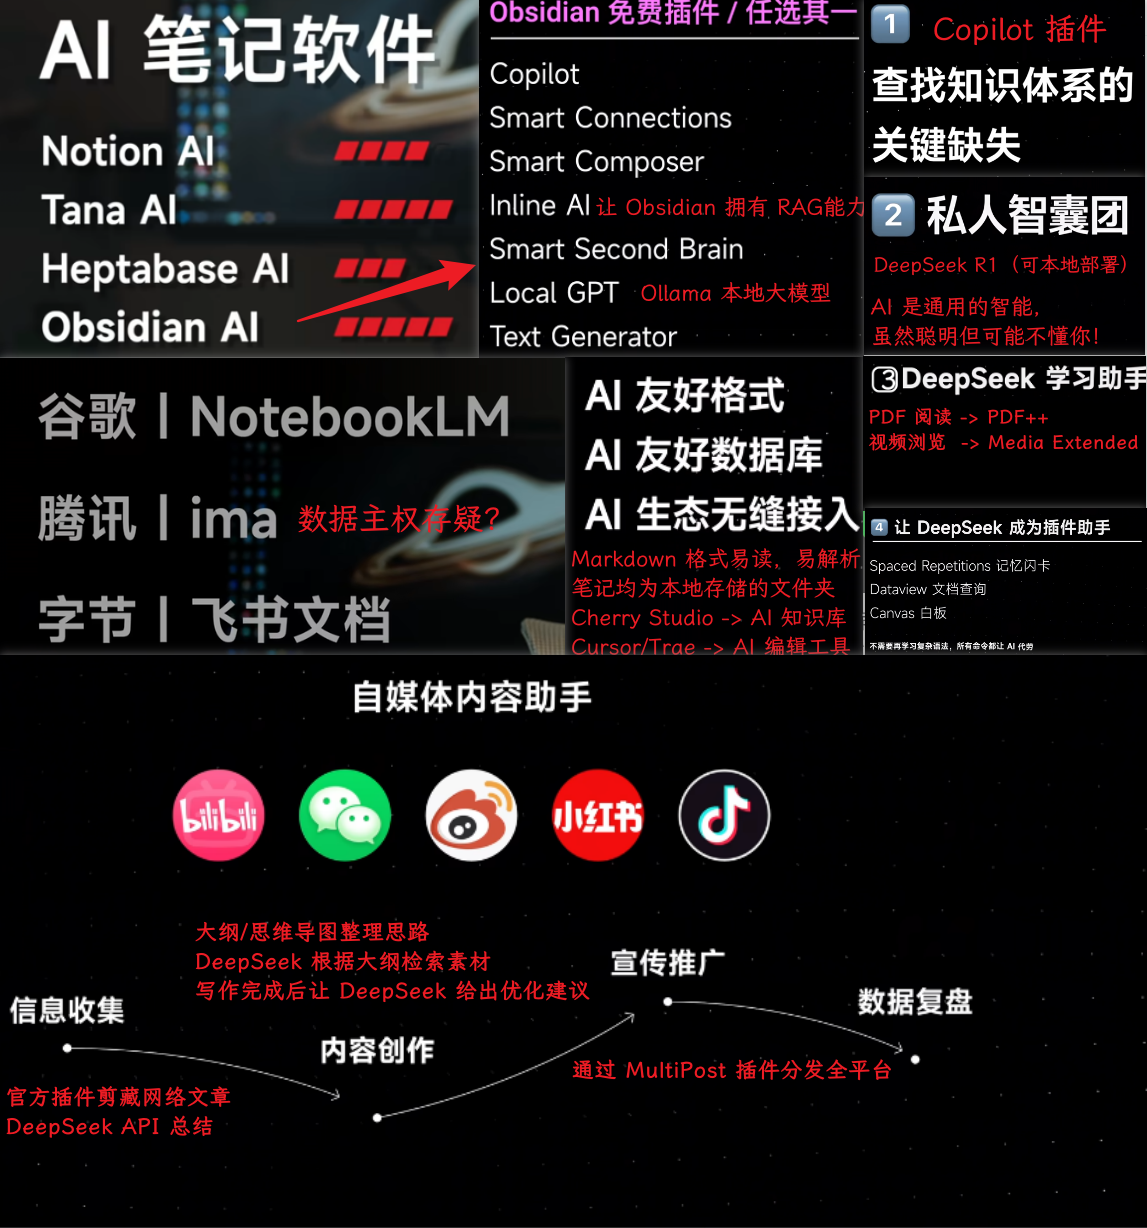 AI 笔记软件
Notion AI
Tana AI
Heptabase AI
Obsidian AI
Obsidian 免费插件 / 任选其一
Copilot
Smart Connections
Smart Composer
Inline AI 让 Obsidian 拥有 RAG能力
Smart Second Brain
Local GPT Ollama 本地大模型
Text Generator
1 Copilot 插件
查找知识体系的
关键缺失
2 私人智囊团
DeepSeek R1（可本地部署）
AI 是通用的智能，
虽然聪明但可能不懂你！
谷歌 | NotebookLM
腾讯 | ima 数据主权存疑？
字节 | 飞书文档
AI 友好格式
AI 友好数据库
AI 生态无缝接入
Markdown 格式易读，易解析
笔记均为本地存储的文件夹
Cherry Studio -> AI 知识库
Cursor/Trae -> AI 编辑工具
3 DeepSeek 学习助手
PDF 阅读 -> PDF++
视频浏览 -> Media Extended
4 让 DeepSeek 成为插件助手
Spaced Repetitions 记忆闪卡
Dataview 文档查询
Canvas 白板
不需要再学习复杂语法，所有命令都让 AI 代劳
自媒体内容助手
bilibili
小红书
大纲/思维导图整理思路
DeepSeek 根据大纲检索素材
写作完成后让 DeepSeek 给出优化建议
宣传推广
信息收集
数据复盘
内容创作
通过 MultiPost 插件分发全平台
官方插件剪藏网络文章
DeepSeek API 总结